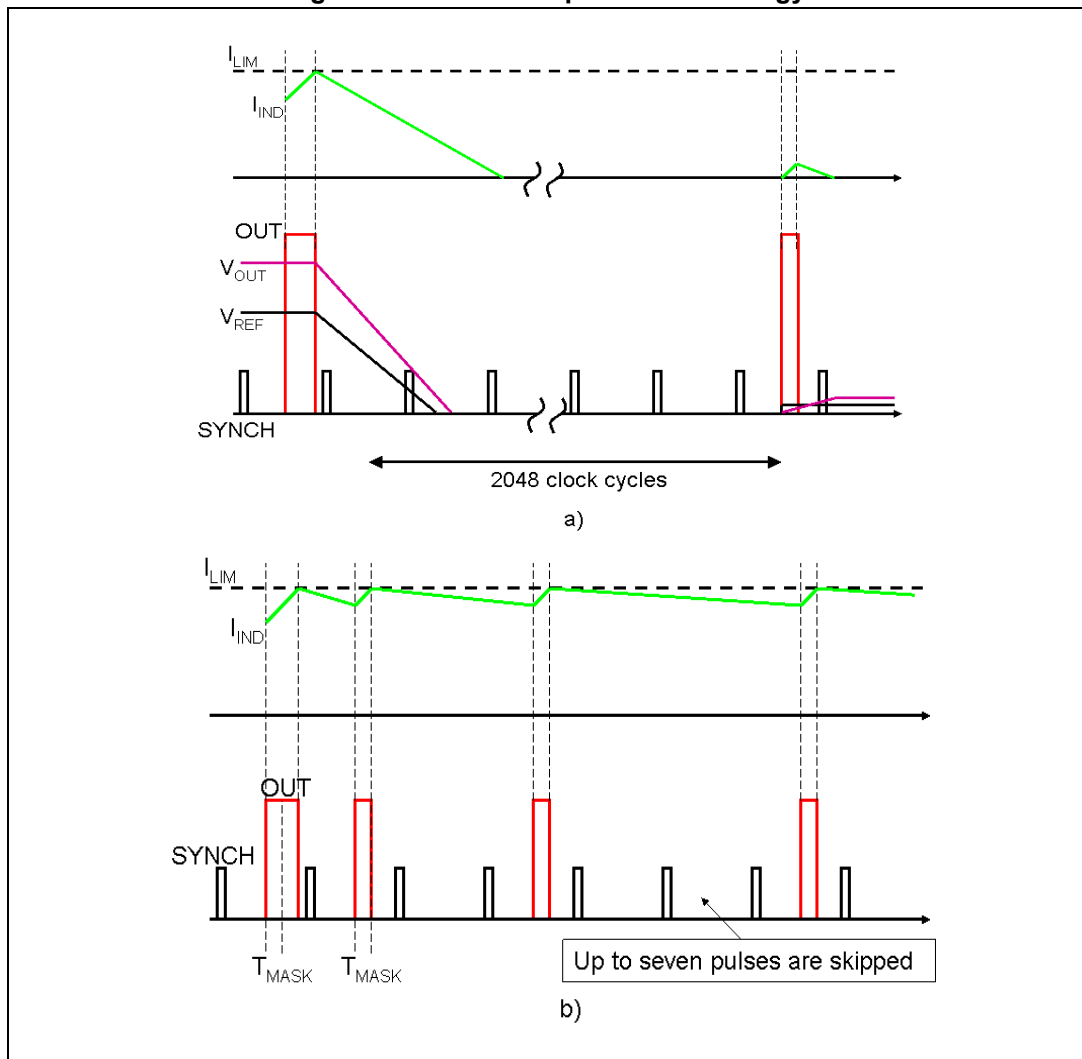 I_LIM
I_IND
OUT
V_OUT
V_REF
SYNCH
2048 clock cycles
a)
I_LIM
I_IND
OUT
SYNCH
T_MASK T_MASK
Up to seven pulses are skipped
b)